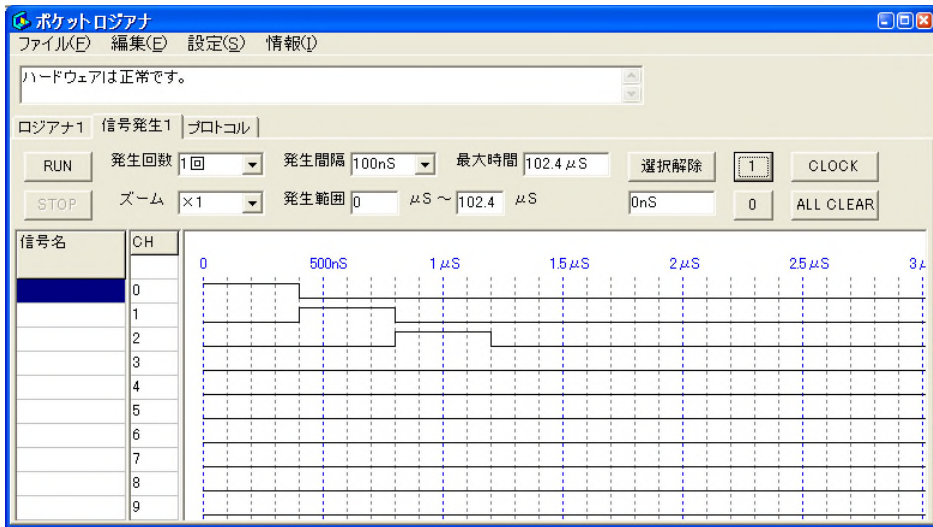 ポケットロジアナ
ファイル(F) 編集(E) 設定(S) 情報(I)
ハードウェアは正常です。
ロジアナ1 信号発生1 プロトコル
RUN 発生回数 1回 発生間隔 100nS 最大時間 102.4μS 選択解除 1 CLOCK
STOP ズーム ×1 発生範囲 0 μS ～ 102.4 μS 0nS 0 ALL CLEAR
信号名 CH
0 500nS 1μS 1.5μS 2μS 2.5μS 3μ
0
1
2
3
4
5
6
7
8
9